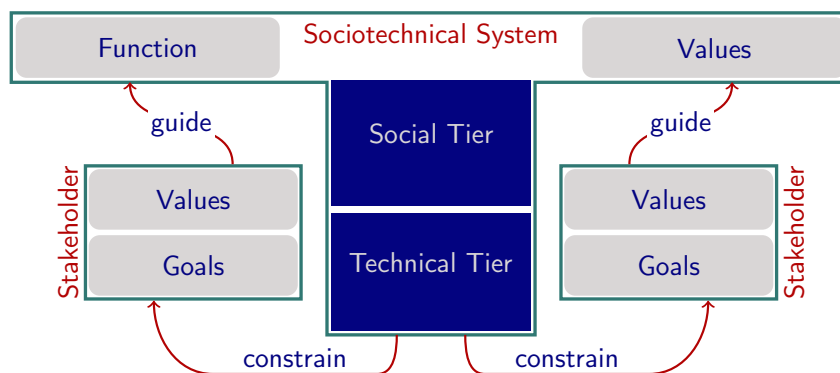 Function
Sociotechnical System
Values
guide
Social Tier
guide
Stakeholder
Values
Goals
Technical Tier
Values
Goals
Stakeholder
constrain
constrain